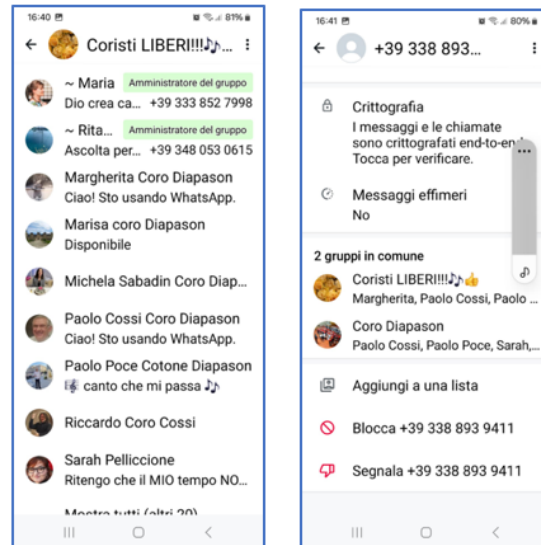 16:40
81%
Coristi LIBERI!!!🎶...
~ Maria Amministratore del gruppo
Dio crea ca... +39 333 852 7998
~ Rita... Amministratore del gruppo
Ascolta per... +39 348 053 0615
Margherita Coro Diapason
Ciao! Sto usando WhatsApp.
Marisa coro Diapason
Disponibile
Michela Sabadin Coro Diap...
Paolo Cossi Coro Diapason
Ciao! Sto usando WhatsApp.
Paolo Poce Cotone Diapason
🎼 canto che mi passa 🎶
Riccardo Coro Cossi
Sarah Pelliccione
Ritengo che il MIO tempo NO...
Mostra tutti (altri 20)
16:41
80%
+39 338 893...
Crittografia
I messaggi e le chiamate
sono crittografati end-to-end.
Tocca per verificare.
Messaggi effimeri
No
2 gruppi in comune
Coristi LIBERI!!!🎶👍
Margherita, Paolo Cossi, Paolo ...
Coro Diapason
Paolo Cossi, Paolo Poce, Sarah,...
Aggiungi a una lista
Blocca +39 338 893 9411
Segnala +39 338 893 9411